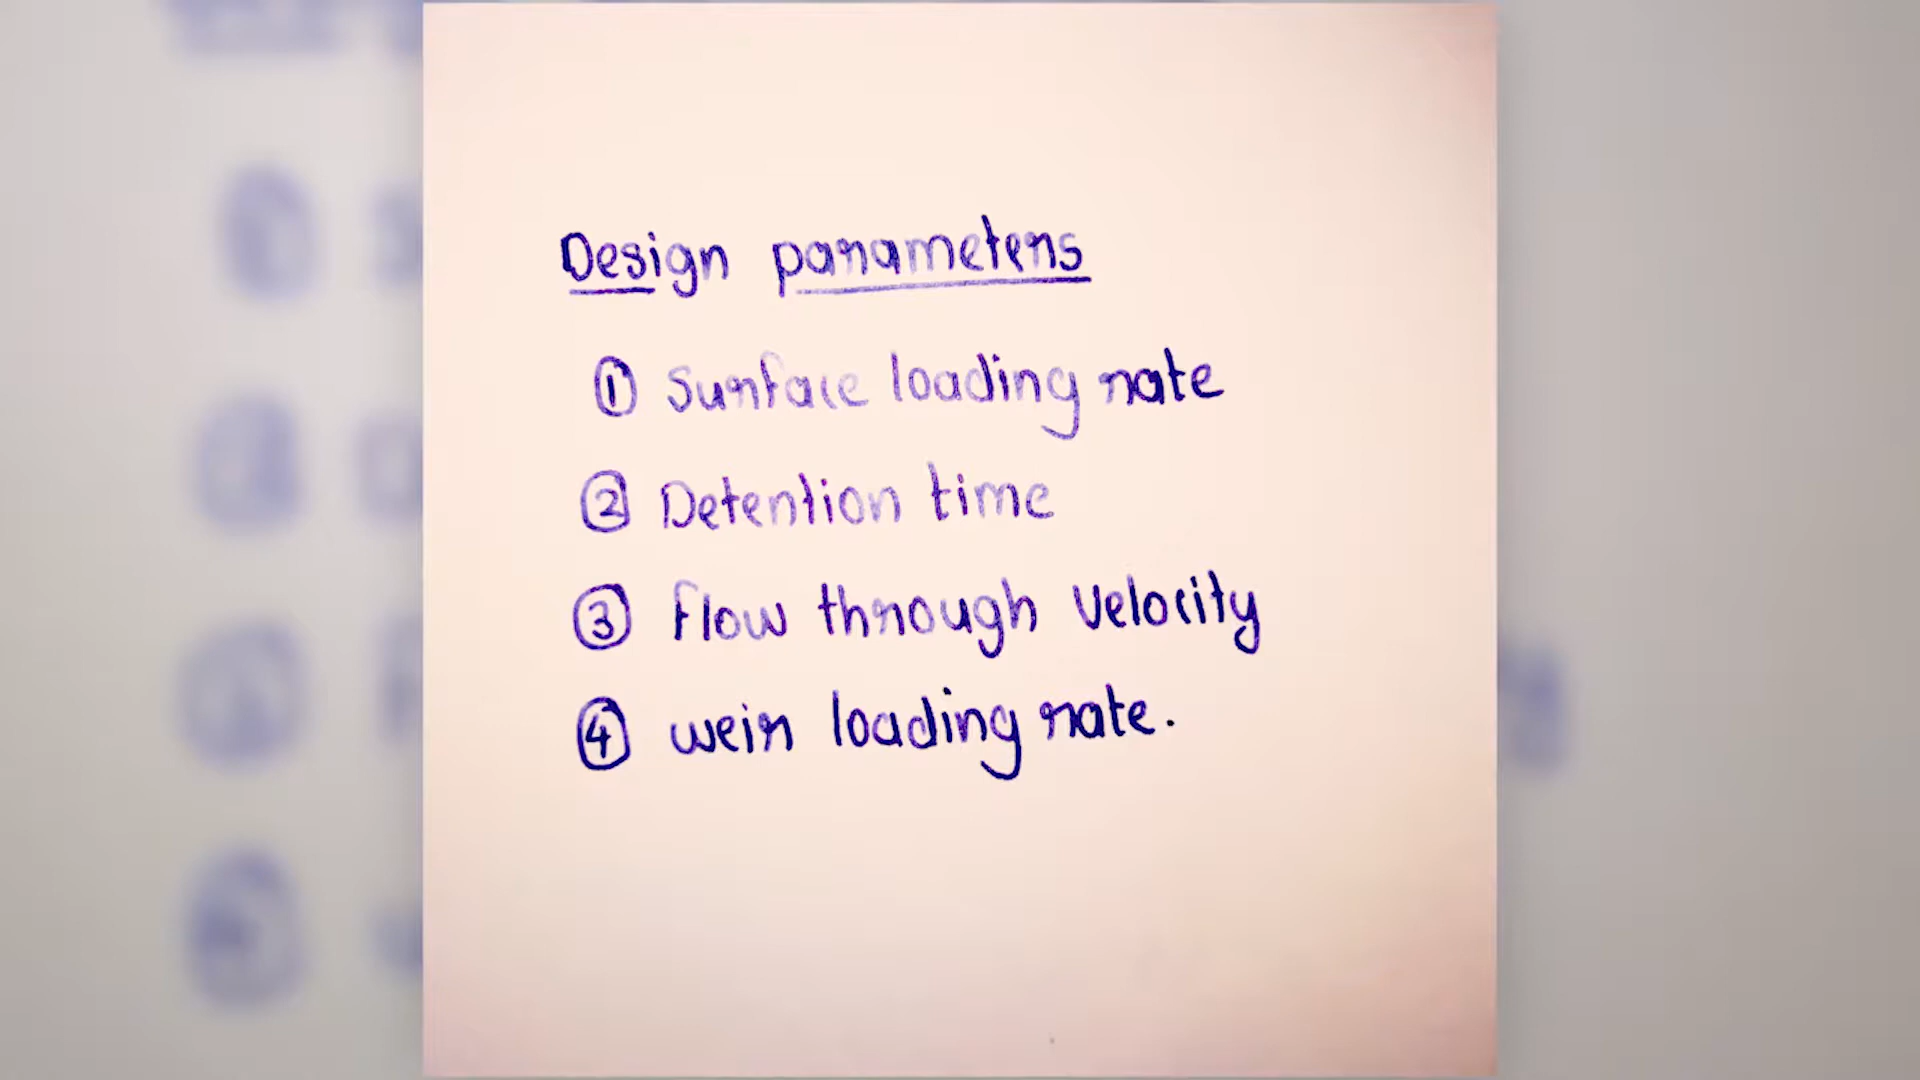 Design parameters
① Surface loading rate
② Detention time
③ flow through velocity
④ weir loading rate.